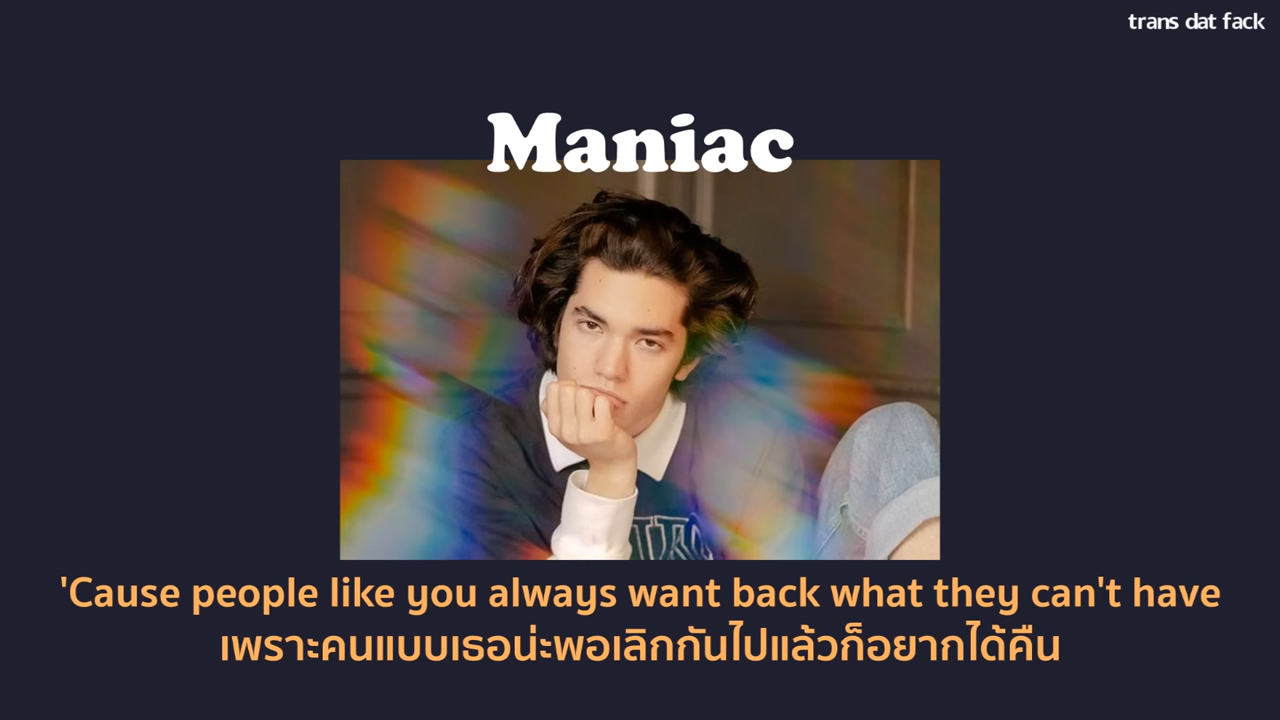 trans dat fack
Maniac
'Cause people like you always want back what they can't have
เพราะคนแบบเธอน่ะพอเลิกกันไปแล้วก็อยากได้คืน